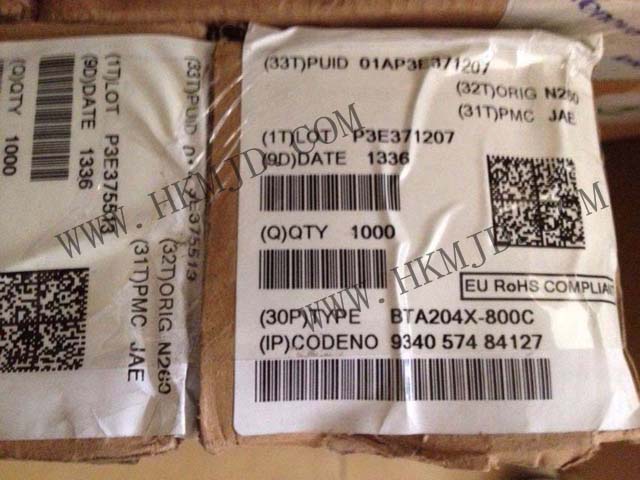 (33T)PUID 01AP3E371207
(32T)ORIG N260
(31T)PMC JAE
(1T)LOT P3E371207
(9D)DATE 1336
(Q)QTY 1000
EU RoHS COMPLIANT
(30P)TYPE BTA204X-800C
(IP)CODENO 9340 574 84127
(33T)PUID
(1T)LOT P3E375513
(9D)DATE 1336
(Q)QTY 1000
(32T)ORIG N260
(31T)PMC JAE
WWW.HKMJD.COM
WWW.HKMJD.COM